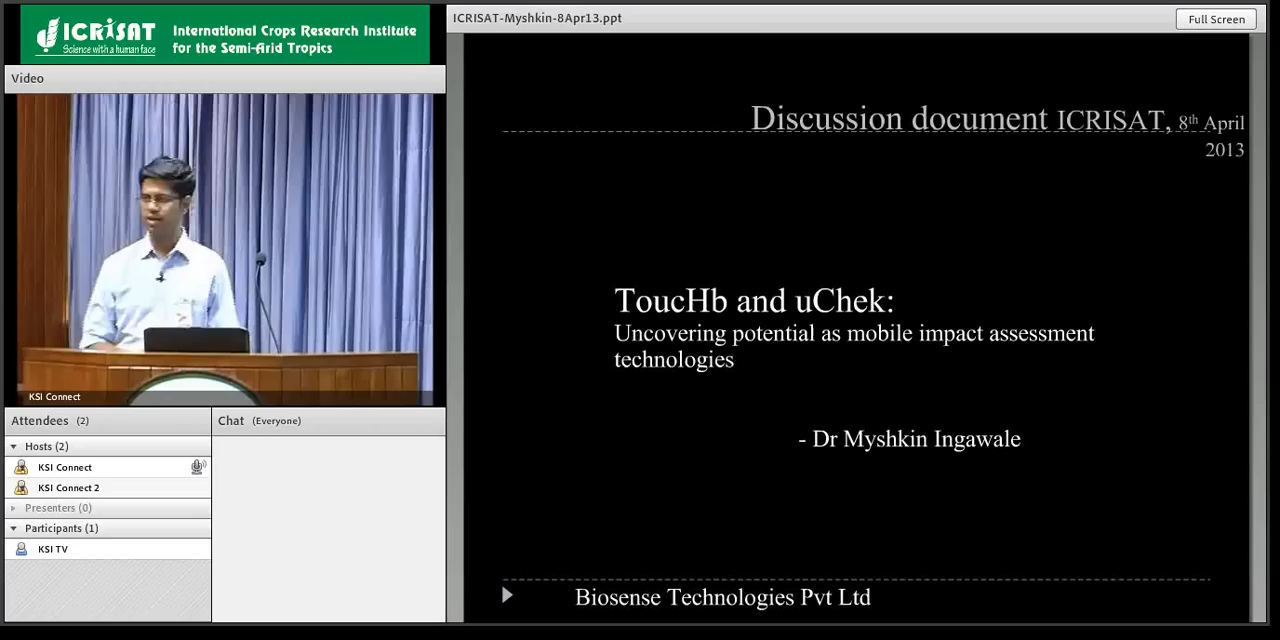 ICRISAT
Science with a human face
International Crops Research Institute
for the Semi-Arid Tropics
Video
KSI Connect
Attendees (2)
Hosts (2)
KSI Connect
KSI Connect 2
Presenters (0)
Participants (1)
KSI TV
Chat (Everyone)
ICRISAT-Myshkin-8Apr13.ppt
Full Screen
Discussion document ICRISAT, 8th April
2013
ToucHb and uChek:
Uncovering potential as mobile impact assessment
technologies
- Dr Myshkin Ingawale
Biosense Technologies Pvt Ltd